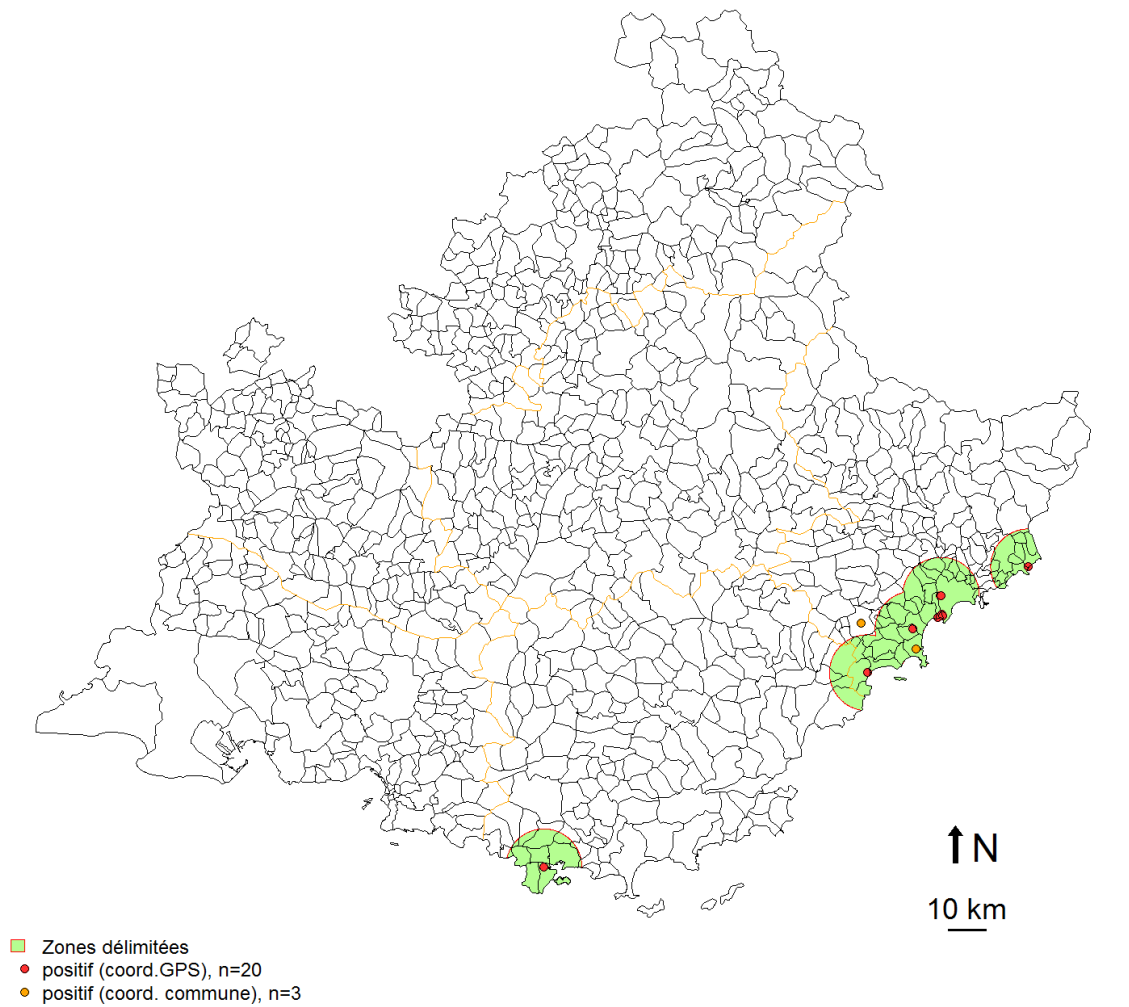 N
10 km
Zones délimitées
positif (coord.GPS), n=20
positif (coord. commune), n=3